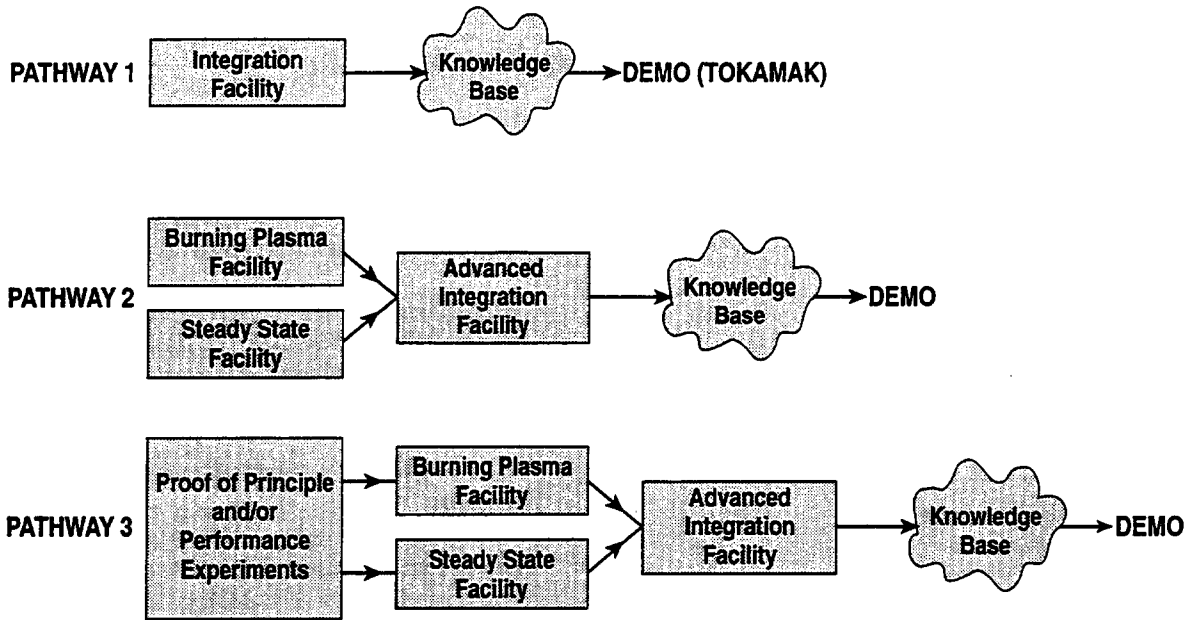 PATHWAY 1
Integration
Facility
Knowledge
Base
DEMO (TOKAMAK)
PATHWAY 2
Burning Plasma
Facility
Steady State
Facility
Advanced
Integration
Facility
Knowledge
Base
DEMO
PATHWAY 3
Proof of Principle
and/or
Performance
Experiments
Burning Plasma
Facility
Steady State
Facility
Advanced
Integration
Facility
Knowledge
Base
DEMO